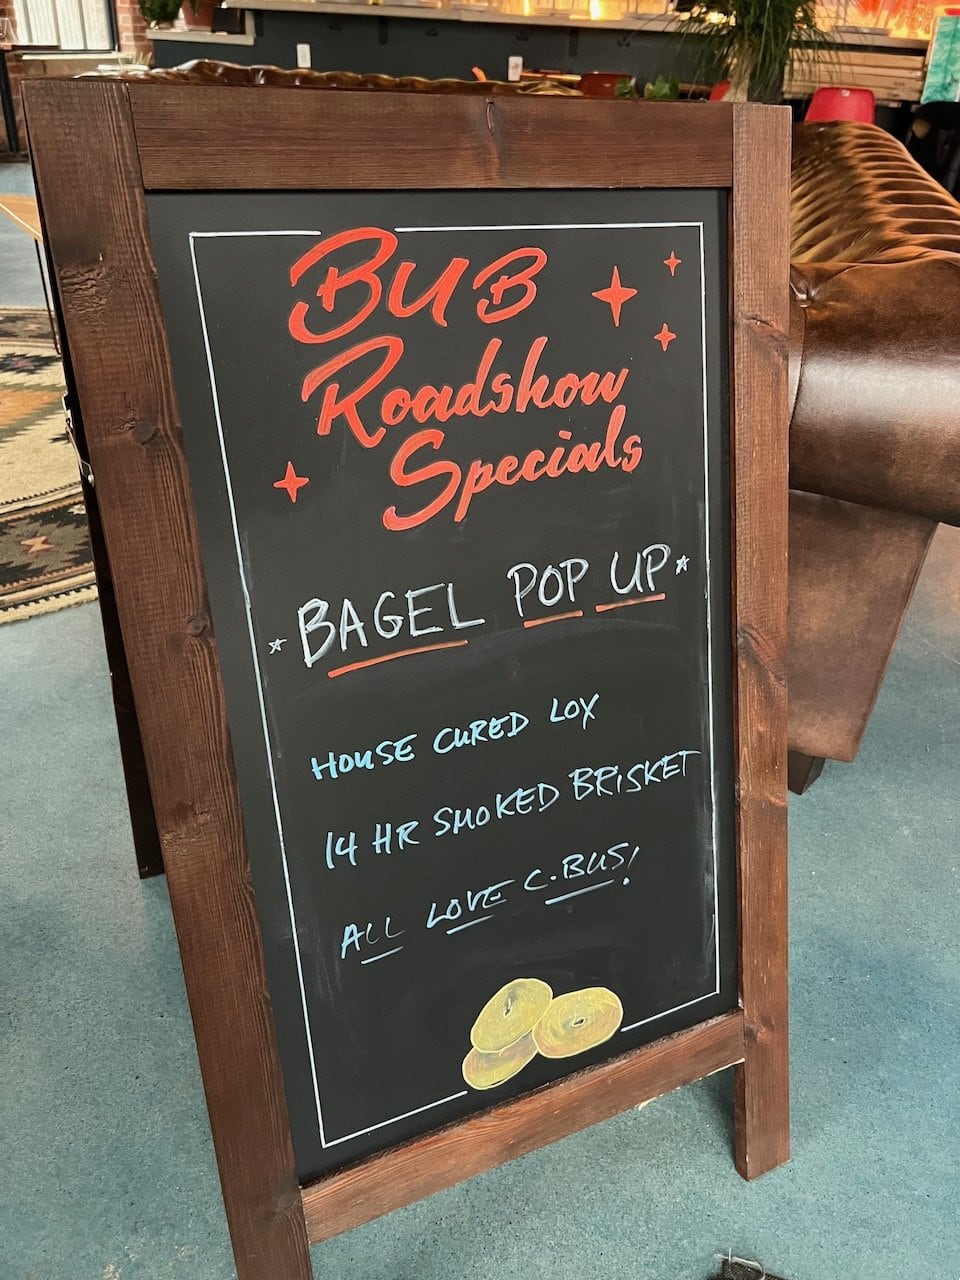 BUB
Roadshow
Specials
BAGEL POP UP
HOUSE CURED LOX
14 HR SMOKED BRISKET
ALL LOVE C-BUS!